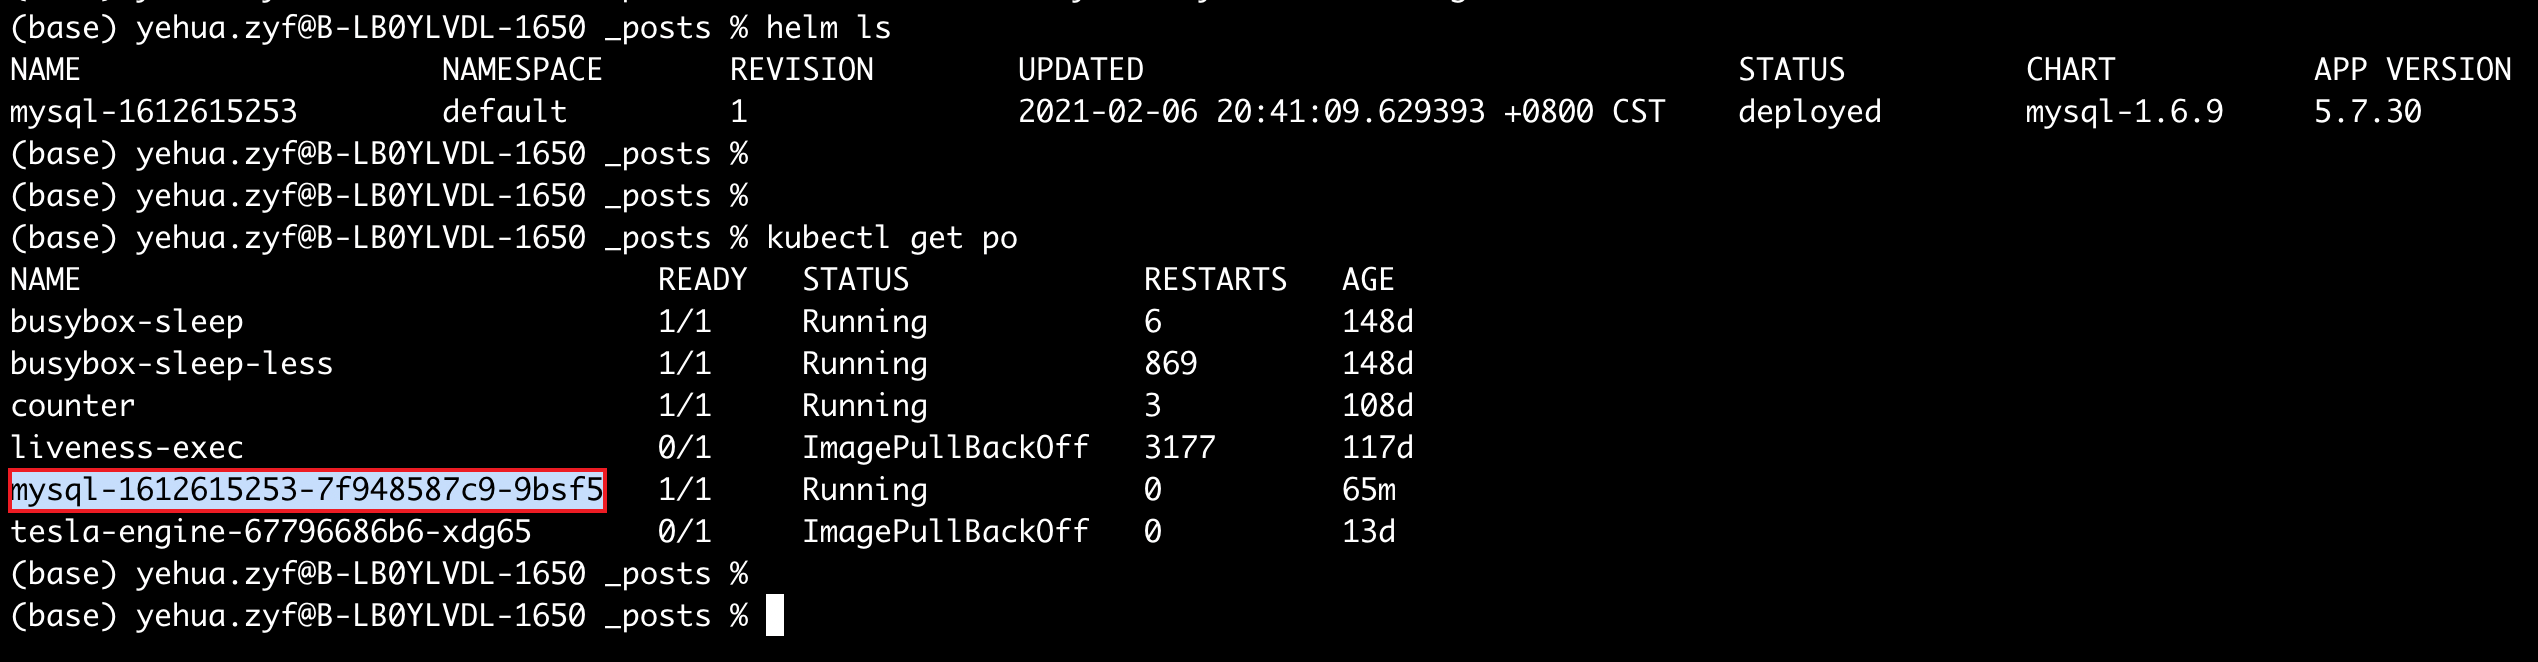 (base) yehua.zyf@B-LB0YLVDL-1650 _posts % helm ls
NAME NAMESPACE REVISION UPDATED STATUS CHART APP VERSION
mysql-1612615253 default 1 2021-02-06 20:41:09.629393 +0800 CST deployed mysql-1.6.9 5.7.30
(base) yehua.zyf@B-LB0YLVDL-1650 _posts %
(base) yehua.zyf@B-LB0YLVDL-1650 _posts %
(base) yehua.zyf@B-LB0YLVDL-1650 _posts % kubectl get po
NAME READY STATUS RESTARTS AGE
busybox-sleep 1/1 Running 6 148d
busybox-sleep-less 1/1 Running 869 148d
counter 1/1 Running 3 108d
liveness-exec 0/1 ImagePullBackOff 3177 117d
mysql-1612615253-7f948587c9-9bsf5 1/1 Running 0 65m
tesla-engine-67796686b6-xdg65 0/1 ImagePullBackOff 0 13d
(base) yehua.zyf@B-LB0YLVDL-1650 _posts %
(base) yehua.zyf@B-LB0YLVDL-1650 _posts %